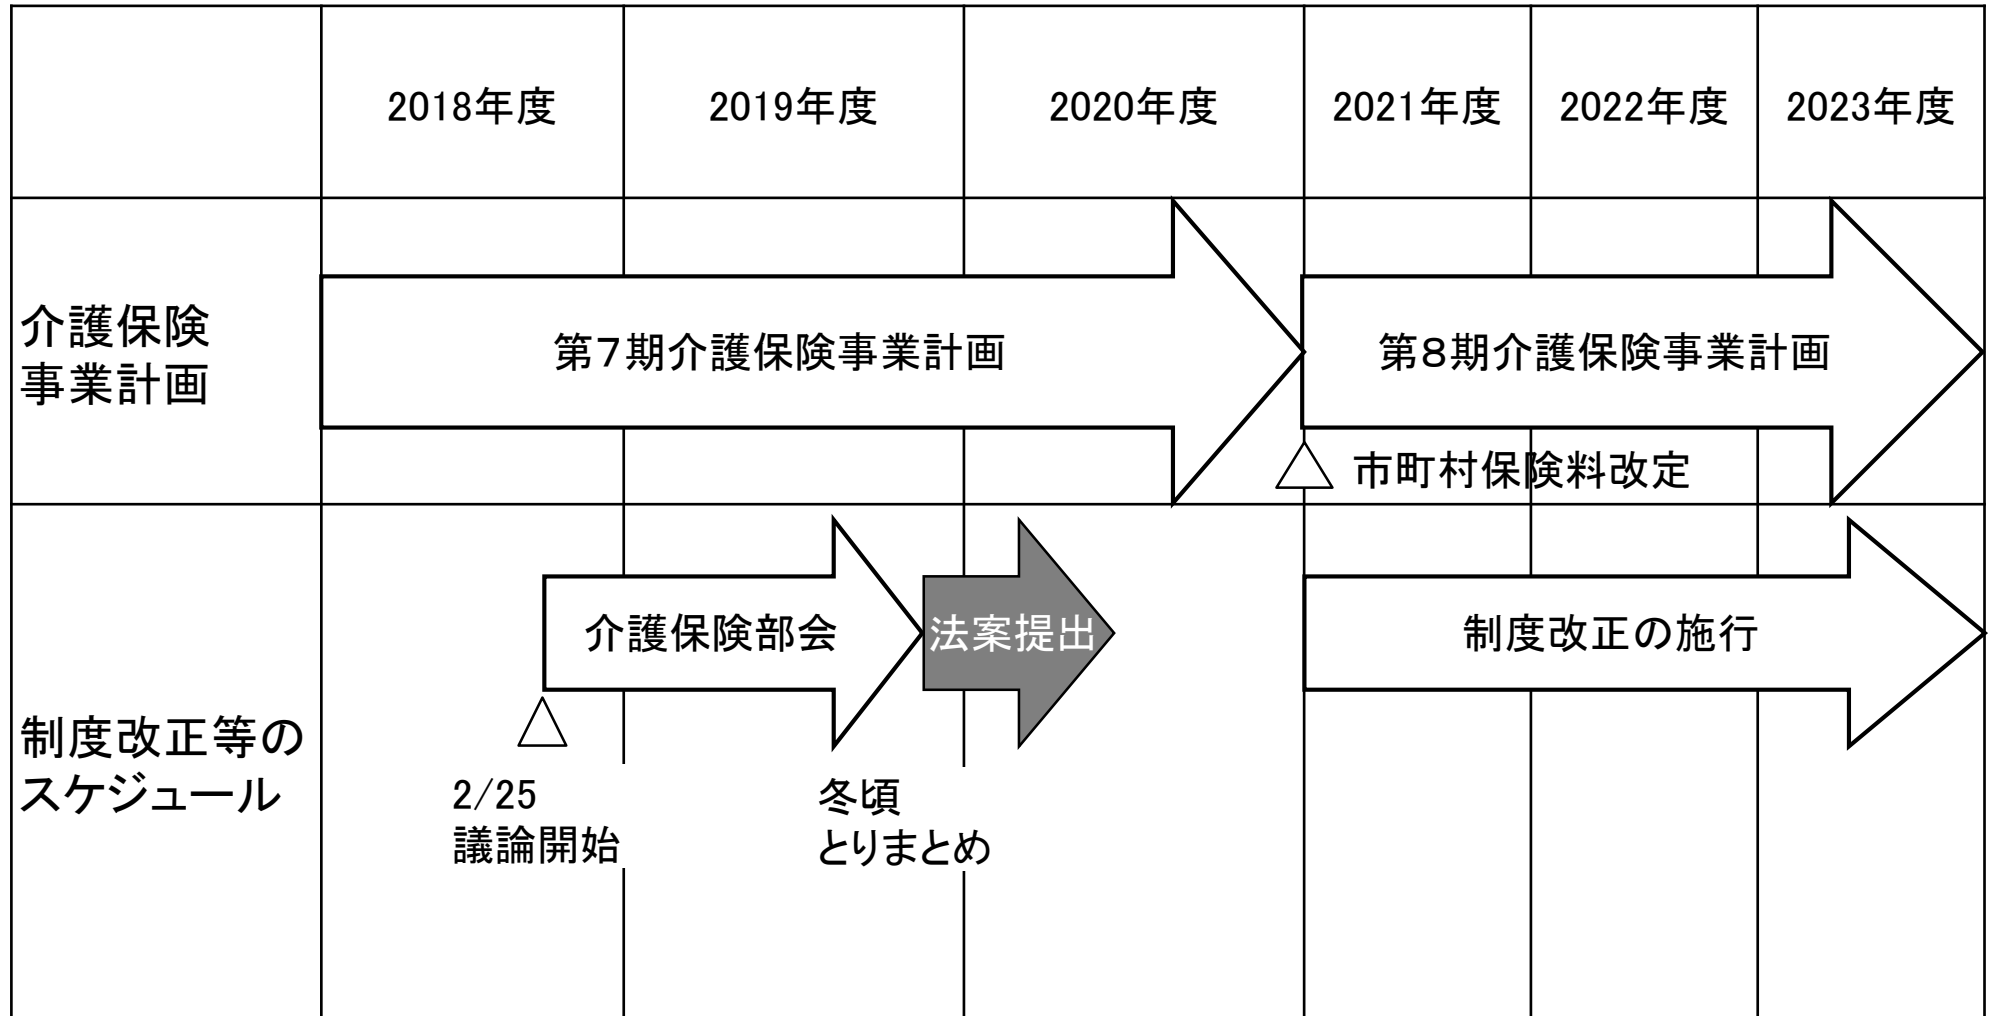 2018年度
2019年度
2020年度
2021年度
2022年度
2023年度
介護保険
事業計画
第7期介護保険事業計画
第8期介護保険事業計画
市町村保険料改定
制度改正等の
スケジュール
介護保険部会
法案提出
制度改正の施行
2/25
議論開始
冬頃
とりまとめ